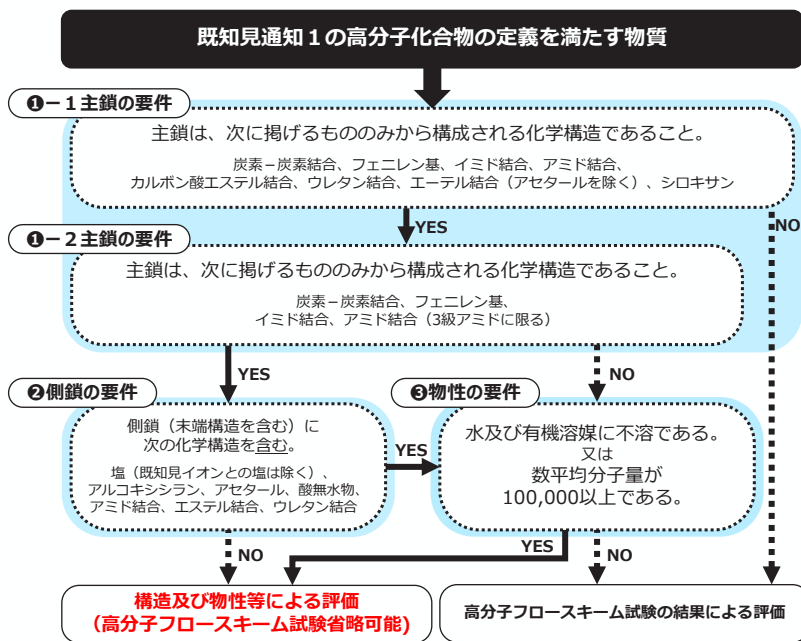 既知見通知１の高分子化合物の定義を満たす物質
❶－１主鎖の要件
主鎖は、次に掲げるもののみから構成される化学構造であること。
炭素－炭素結合、フェニレン基、イミド結合、アミド結合、
カルボン酸エステル結合、ウレタン結合、エーテル結合（アセタールを除く）、シロキサン
YES
NO
❶－２主鎖の要件
主鎖は、次に掲げるもののみから構成される化学構造であること。
炭素－炭素結合、フェニレン基、
イミド結合、アミド結合（3級アミドに限る）
YES
NO
❷側鎖の要件
側鎖（末端構造を含む）に
次の化学構造を含む。
塩（既知見イオンとの塩は除く）、
アルコキシシラン、アセタール、酸無水物、
アミド結合、エステル結合、ウレタン結合
YES
❸物性の要件
水及び有機溶媒に不溶である。
又は
数平均分子量が
100,000以上である。
NO
YES
NO
構造及び物性等による評価
（高分子フロースキーム試験省略可能)
高分子フロースキーム試験の結果による評価